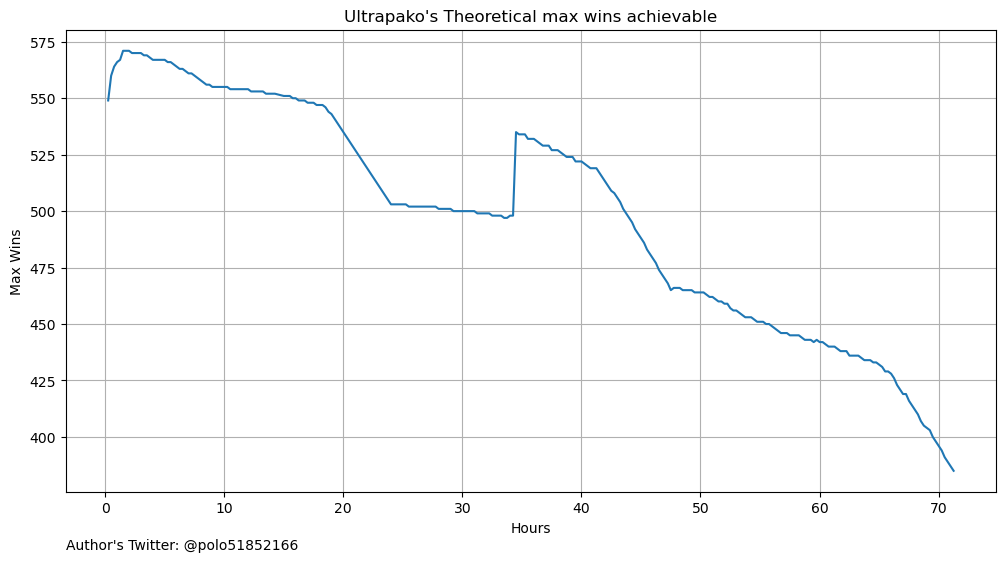 Ultrapako's Theoretical max wins achievable
575
550
525
500
475
450
425
400
Max Wins
0 10 20 30 40 50 60 70
Hours
Author's Twitter: @polo51852166